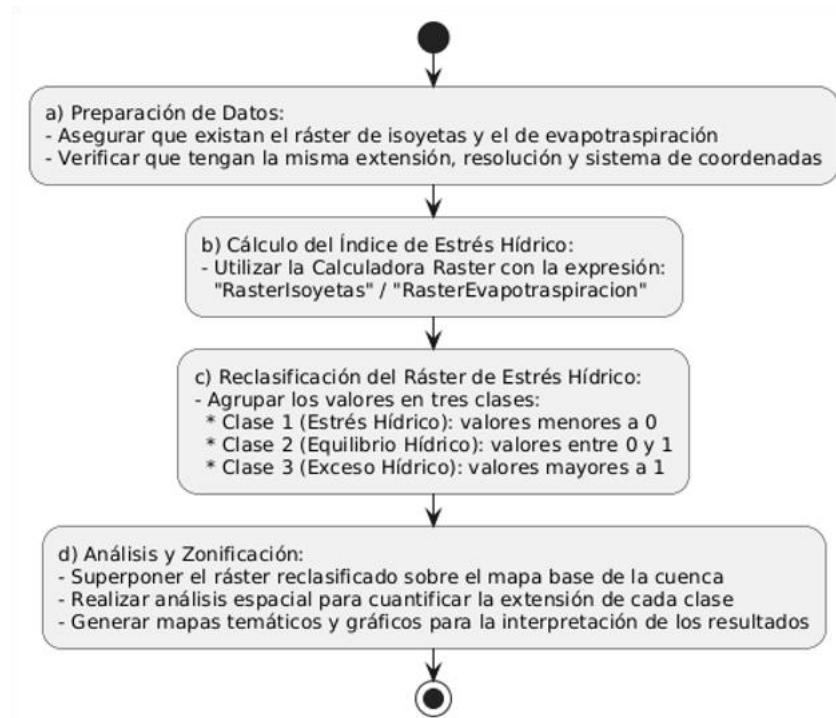 a) Preparación de Datos:
- Asegurar que existan el ráster de isoyetas y el de evapotraspiración
- Verificar que tengan la misma extensión, resolución y sistema de coordenadas
b) Cálculo del Índice de Estrés Hídrico:
- Utilizar la Calculadora Raster con la expresión:
"RasterIsoyetas" / "RasterEvapotraspiracion"
c) Reclasificación del Ráster de Estrés Hídrico:
- Agrupar los valores en tres clases:
* Clase 1 (Estrés Hídrico): valores menores a 0
* Clase 2 (Equilibrio Hídrico): valores entre 0 y 1
* Clase 3 (Exceso Hídrico): valores mayores a 1
d) Análisis y Zonificación:
- Superponer el ráster reclasificado sobre el mapa base de la cuenca
- Realizar análisis espacial para cuantificar la extensión de cada clase
- Generar mapas temáticos y gráficos para la interpretación de los resultados